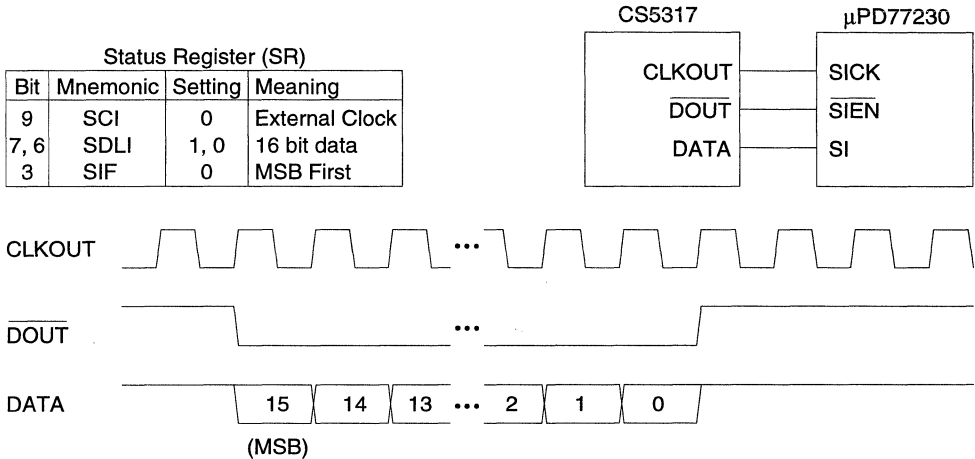 Status Register (SR)
Bit Mnemonic Setting Meaning
9 SCI 0 External Clock
7, 6 SDLI 1, 0 16 bit data
3 SIF 0 MSB First
CS5317 µPD77230
CLKOUT SICK
DOUT SIEN
DATA SI
CLKOUT •••
DOUT •••
DATA 15 14 13 ••• 2 1 0
(MSB)